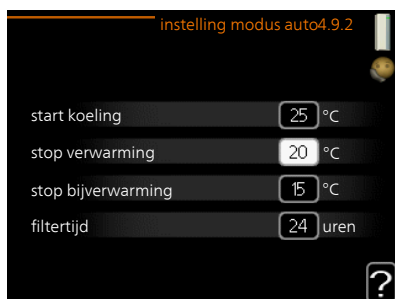 instelling modus auto4.9.2
start koeling 25 °C
stop verwarming 20 °C
stop bijverwarming 15 °C
filtertijd 24 uren
?